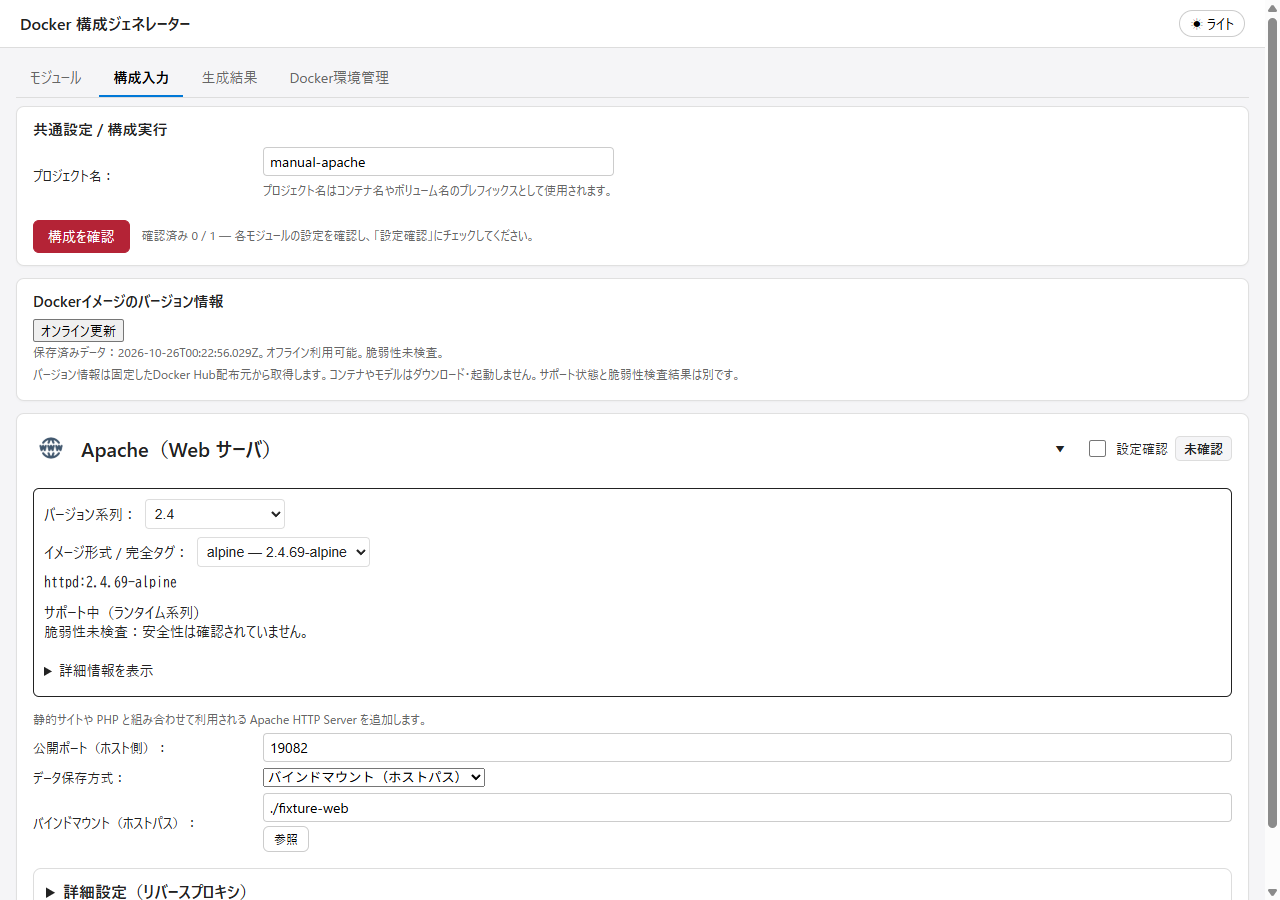 Docker 構成ジェネレーター
ライト
モジュール 構成入力 生成結果 Docker環境管理
共通設定 / 構成実行
プロジェクト名：
manual-apache
プロジェクト名はコンテナ名やボリューム名のプレフィックスとして使用されます。
構成を確認 確認済み 0 / 1 — 各モジュールの設定を確認し、「設定確認」にチェックしてください。
Dockerイメージのバージョン情報
オンライン更新
保存済みデータ：2026-10-26T00:22:56.029Z。オフライン利用可能。脆弱性未検査。
バージョン情報は固定したDocker Hub配布元から取得します。コンテナやモデルはダウンロード・起動しません。サポート状態と脆弱性検査結果は別です。
WWW Apache（Web サーバ） ▼ 設定確認 未確認
バージョン系列： 2.4
イメージ形式 / 完全タグ： alpine — 2.4.69-alpine
httpd:2.4.69-alpine
サポート中（ランタイム系列）
脆弱性未検査：安全性は確認されていません。
▶ 詳細情報を表示
静的サイトや PHP と組み合わせて利用される Apache HTTP Server を追加します。
公開ポート（ホスト側）： 19082
データ保存方式： バインドマウント（ホストパス）
バインドマウント（ホストパス）： ./fixture-web
参照
▶ 詳細設定（リバースプロキシ）